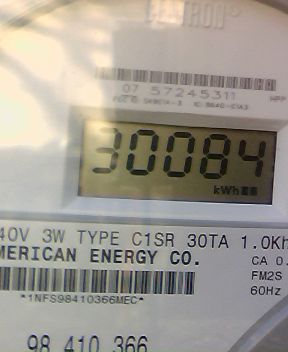 07 57245311
30084
kWh
40V 3W TYPE C1SR 30TA 1.0Kh
MERICAN ENERGY CO.
CA 0.
FM2S
60Hz
*1NFS98410366MEC*
98 410 366